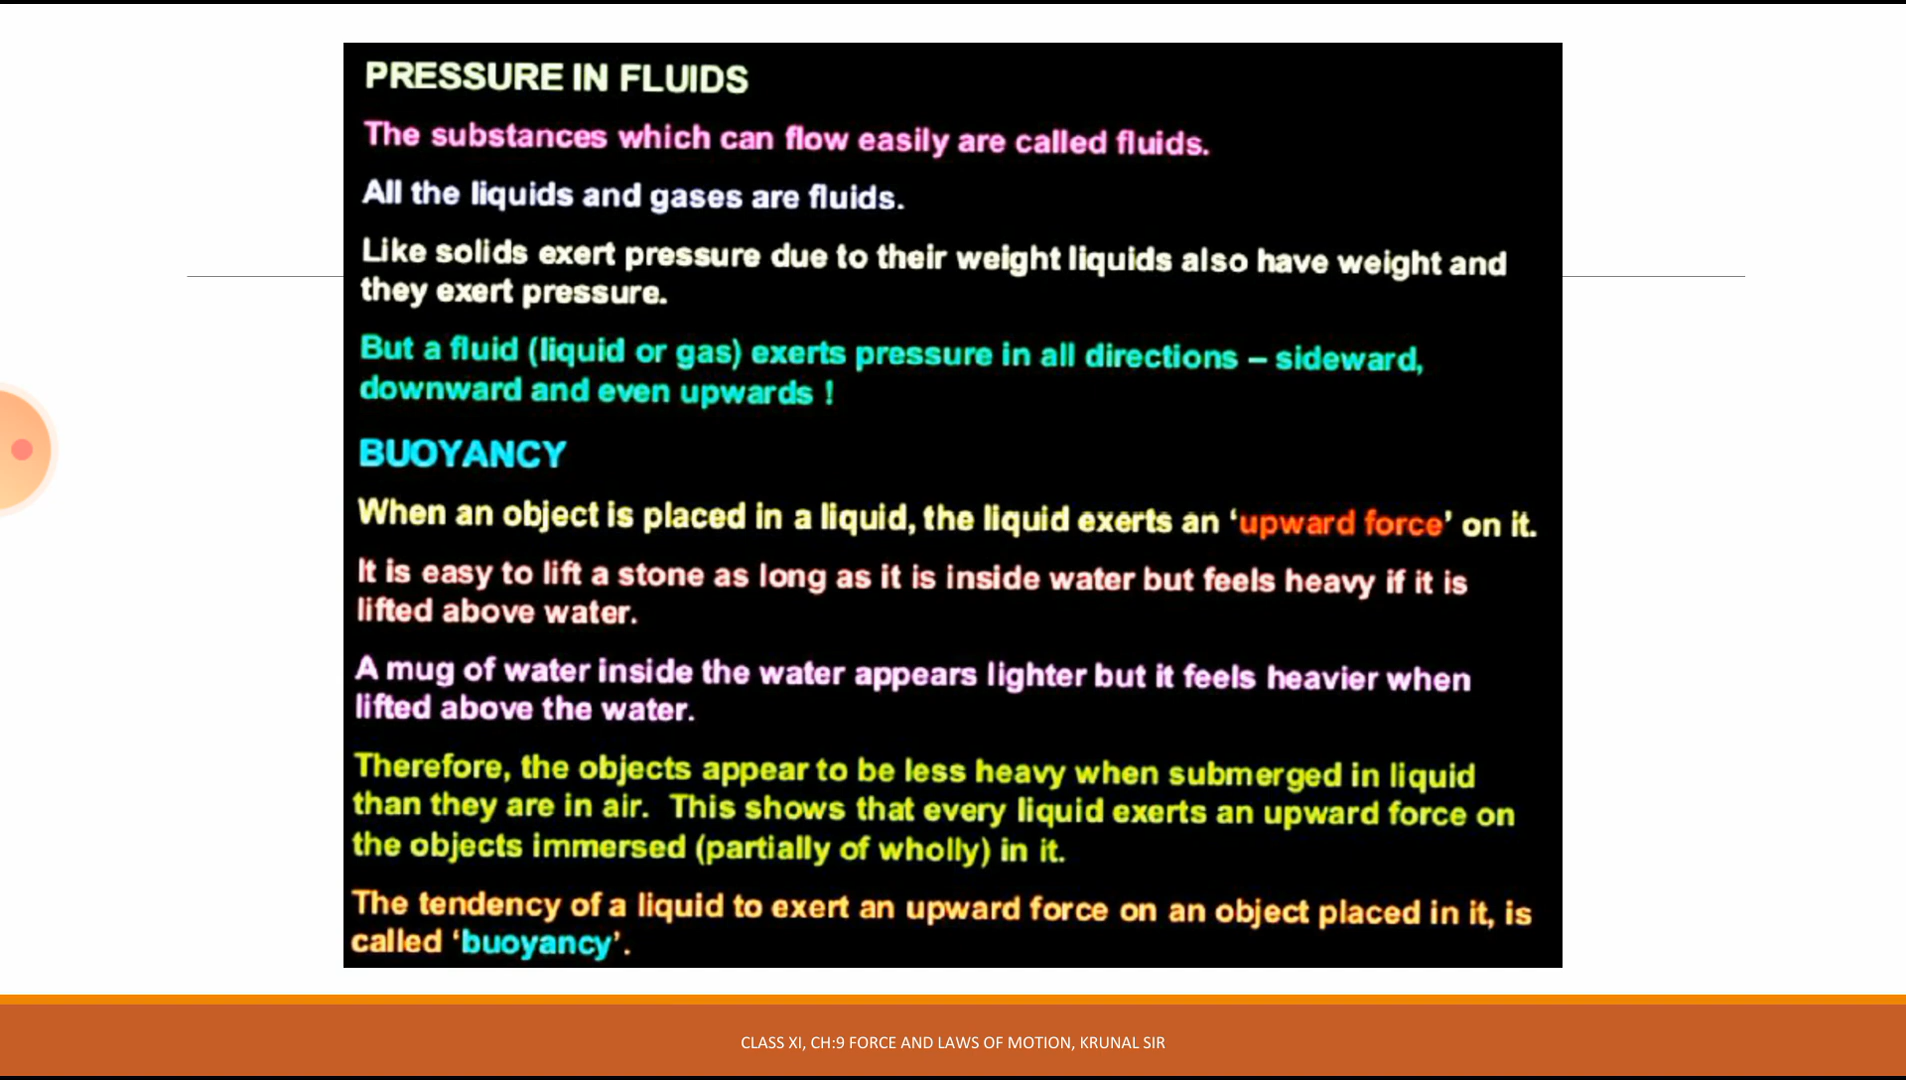 PRESSURE IN FLUIDS
The substances which can flow easily are called fluids.
All the liquids and gases are fluids.
Like solids exert pressure due to their weight liquids also have weight and
they exert pressure.
But a fluid (liquid or gas) exerts pressure in all directions – sideward,
downward and even upwards !
BUOYANCY
When an object is placed in a liquid, the liquid exerts an ‘upward force’ on it.
It is easy to lift a stone as long as it is inside water but feels heavy if it is
lifted above water.
A mug of water inside the water appears lighter but it feels heavier when
lifted above the water.
Therefore, the objects appear to be less heavy when submerged in liquid
than they are in air. This shows that every liquid exerts an upward force on
the objects immersed (partially of wholly) in it.
The tendency of a liquid to exert an upward force on an object placed in it, is
called ‘buoyancy’.
CLASS XI, CH:9 FORCE AND LAWS OF MOTION, KRUNAL SIR